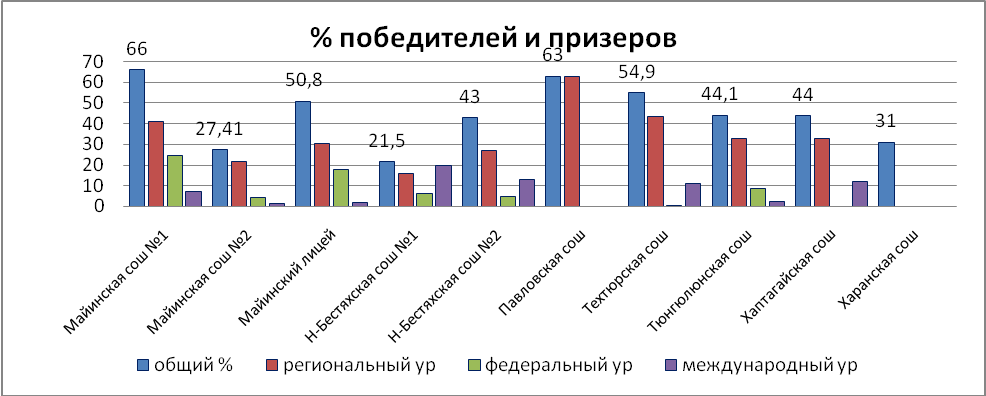 % победителей и призеров
70
60
50
40
30
20
10
0
66
27,41
50,8
21,5
43
63
54,9
44,1
44
31
Майинская сош №1
Майинская сош №2
Майинский лицей
Н-Бестяхская сош №1
Н-Бестяхская сош №2
Павловская сош
Техтюрская сош
Тюнгюлюнская сош
Хаптагайская сош
Харанская сош
общий %
региональный ур
федеральный ур
международный ур